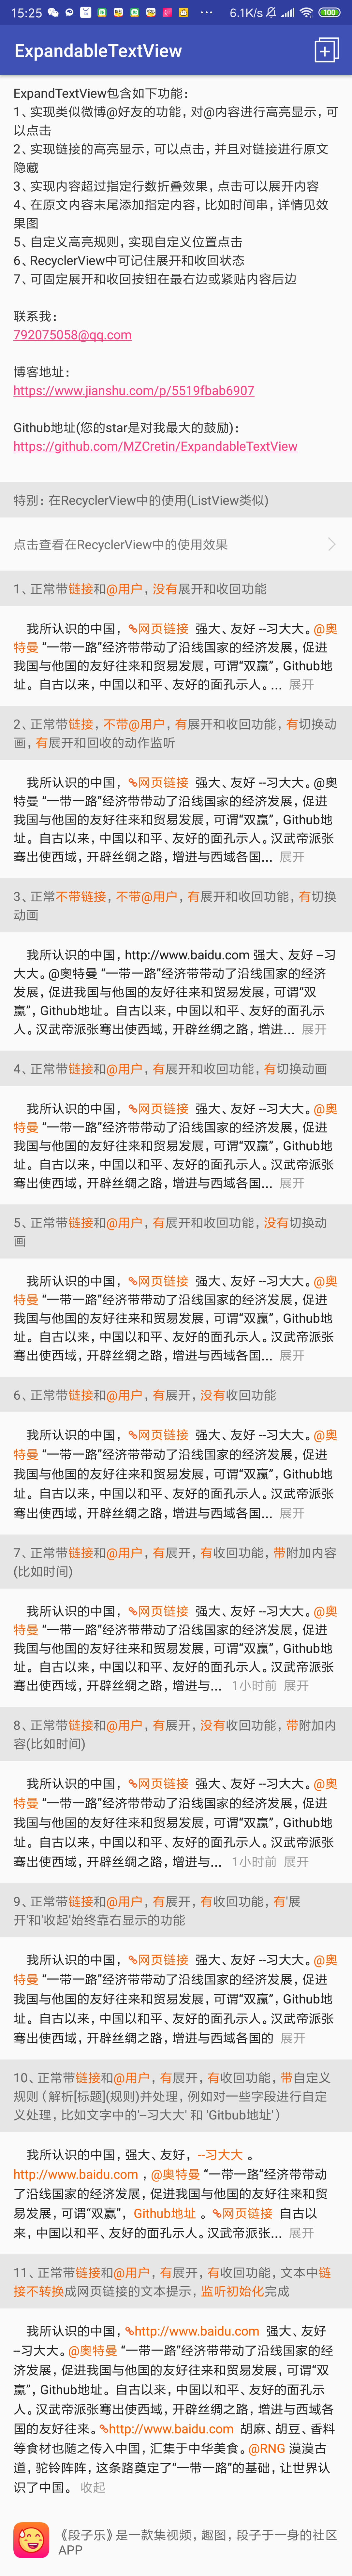 15:25 ··· 6.1K/s 100
ExpandableTextView
ExpandTextView包含如下功能：
1、实现类似微博@好友的功能，对@内容进行高亮显示，可
以点击
2、实现链接的高亮显示，可以点击，并且对链接进行原文
隐藏
3、实现内容超过指定行数折叠效果，点击可以展开内容
4、在原文内容末尾添加指定内容，比如时间串，详情见效
果图
5、自定义高亮规则，实现自定义位置点击
6、RecyclerView中可记住展开和收回状态
7、可固定展开和收回按钮在最右边或紧贴内容后边
联系我：
792075058@qq.com
博客地址：
https://www.jianshu.com/p/5519fbab6907
Github地址(您的star是对我最大的鼓励)：
https://github.com/MZCretin/ExpandableTextView
特别：在RecyclerView中的使用(ListView类似)
点击查看在RecyclerView中的使用效果
1、正常带链接和@用户，没有展开和收回功能
我所认识的中国，网页链接 强大、友好 --习大大。@奥
特曼 “一带一路”经济带带动了沿线国家的经济发展，促进
我国与他国的友好往来和贸易发展，可谓“双赢”，Github地
址。自古以来，中国以和平、友好的面孔示人。... 展开
2、正常带链接，不带@用户，有展开和收回功能，有切换动
画，有展开和回收的动作监听
我所认识的中国，网页链接 强大、友好 --习大大。@奥
特曼 “一带一路”经济带带动了沿线国家的经济发展，促进
我国与他国的友好往来和贸易发展，可谓“双赢”，Github地
址。自古以来，中国以和平、友好的面孔示人。汉武帝派张
骞出使西域，开辟丝绸之路，增进与西域各国... 展开
3、正常不带链接，不带@用户，有展开和收回功能，有切换
动画
我所认识的中国，http://www.baidu.com 强大、友好 --习
大大。@奥特曼 “一带一路”经济带带动了沿线国家的经济
发展，促进我国与他国的友好往来和贸易发展，可谓“双
赢”，Github地址。自古以来，中国以和平、友好的面孔示
人。汉武帝派张骞出使西域，开辟丝绸之路，增进... 展开
4、正常带链接和@用户，有展开和收回功能，有切换动画
我所认识的中国，网页链接 强大、友好 --习大大。@奥
特曼 “一带一路”经济带带动了沿线国家的经济发展，促进
我国与他国的友好往来和贸易发展，可谓“双赢”，Github地
址。自古以来，中国以和平、友好的面孔示人。汉武帝派张
骞出使西域，开辟丝绸之路，增进与西域各国... 展开
5、正常带链接和@用户，有展开和收回功能，没有切换动
画
我所认识的中国，网页链接 强大、友好 --习大大。@奥
特曼 “一带一路”经济带带动了沿线国家的经济发展，促进
我国与他国的友好往来和贸易发展，可谓“双赢”，Github地
址。自古以来，中国以和平、友好的面孔示人。汉武帝派张
骞出使西域，开辟丝绸之路，增进与西域各国... 展开
6、正常带链接和@用户，有展开，没有收回功能
我所认识的中国，网页链接 强大、友好 --习大大。@奥
特曼 “一带一路”经济带带动了沿线国家的经济发展，促进
我国与他国的友好往来和贸易发展，可谓“双赢”，Github地
址。自古以来，中国以和平、友好的面孔示人。汉武帝派张
骞出使西域，开辟丝绸之路，增进与西域各国... 展开
7、正常带链接和@用户，有展开，有收回功能，带附加内容
(比如时间)
我所认识的中国，网页链接 强大、友好 --习大大。@奥
特曼 “一带一路”经济带带动了沿线国家的经济发展，促进
我国与他国的友好往来和贸易发展，可谓“双赢”，Github地
址。自古以来，中国以和平、友好的面孔示人。汉武帝派张
骞出使西域，开辟丝绸之路，增进与... 1小时前 展开
8、正常带链接和@用户，有展开，没有收回功能，带附加内
容(比如时间)
我所认识的中国，网页链接 强大、友好 --习大大。@奥
特曼 “一带一路”经济带带动了沿线国家的经济发展，促进
我国与他国的友好往来和贸易发展，可谓“双赢”，Github地
址。自古以来，中国以和平、友好的面孔示人。汉武帝派张
骞出使西域，开辟丝绸之路，增进与... 1小时前 展开
9、正常带链接和@用户，有展开，有收回功能，有'展
开'和'收起'始终靠右显示的功能
我所认识的中国，网页链接 强大、友好 --习大大。@奥
特曼 “一带一路”经济带带动了沿线国家的经济发展，促进
我国与他国的友好往来和贸易发展，可谓“双赢”，Github地
址。自古以来，中国以和平、友好的面孔示人。汉武帝派张
骞出使西域，开辟丝绸之路，增进与西域各国的 展开
10、正常带链接和@用户，有展开，有收回功能，带自定义
规则（解析[标题](规则)并处理，例如对一些字段进行自定
义处理，比如文字中的'--习大大' 和 'Gitbub地址'）
我所认识的中国，强大、友好，--习大大 。
http://www.baidu.com ，@奥特曼 “一带一路”经济带带动
了沿线国家的经济发展，促进我国与他国的友好往来和贸
易发展，可谓“双赢”， Github地址 。网页链接 自古以
来，中国以和平、友好的面孔示人。汉武帝派张... 展开
11、正常带链接和@用户，有展开，有收回功能，文本中链
接不转换成网页链接的文本提示，监听初始化完成
我所认识的中国，http://www.baidu.com 强大、友好
--习大大。@奥特曼 “一带一路”经济带带动了沿线国家的经
济发展，促进我国与他国的友好往来和贸易发展，可谓“双
赢”，Github地址。自古以来，中国以和平、友好的面孔示
人。汉武帝派张骞出使西域，开辟丝绸之路，增进与西域各
国的友好往来。http://www.baidu.com 胡麻、胡豆、香料
等食材也随之传入中国，汇集于中华美食。@RNG 漠漠古
道，驼铃阵阵，这条路奠定了“一带一路”的基础，让世界认
识了中国。 收起
《段子乐》是一款集视频，趣图，段子于一身的社区
APP